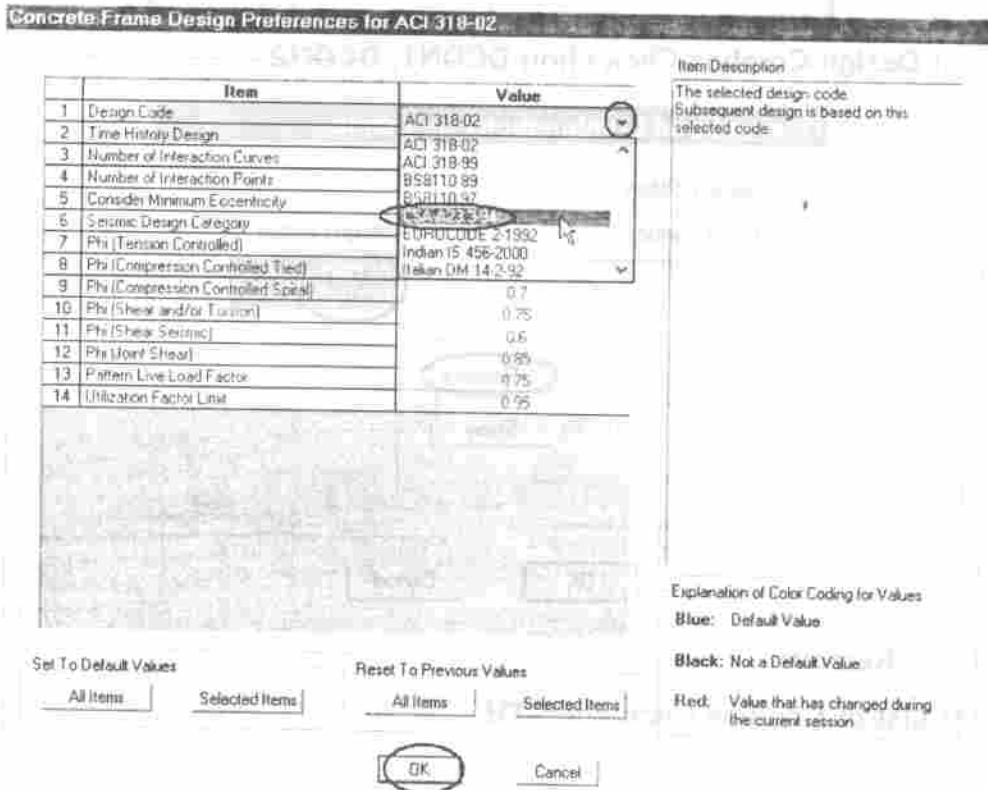 Concrete Frame Design Preferences for ACI 318-02
Item Value
1 Design Code ACI 318-02
2 Time History Design
3 Number of Interaction Curves
4 Number of Interaction Points
5 Consider Minimum Eccentricity
6 Seismic Design Category
7 Phi (Tension Controlled)
8 Phi (Compression Controlled Tied)
9 Phi (Compression Controlled Spiral) 0.7
10 Phi (Shear and/or Torsion) 0.75
11 Phi (Shear Seismic) 0.6
12 Phi (Joint Shear) 0.85
13 Pattern Live Load Factor 0.75
14 Utilization Factor Limit 0.95
ACI 318-02
ACI 318-99
BS8110 89
BS8110 97
EUROCODE 2-1992
Indian IS 456-2000
Italian DM 14-2-92
Item Description
The selected design code.
Subsequent design is based on this
selected code.
Explanation of Color Coding for Values
Blue: Default Value
Black: Not a Default Value
Red: Value that has changed during
the current session
Set To Default Values
All Items Selected Items
Reset To Previous Values
All Items Selected Items
OK Cancel